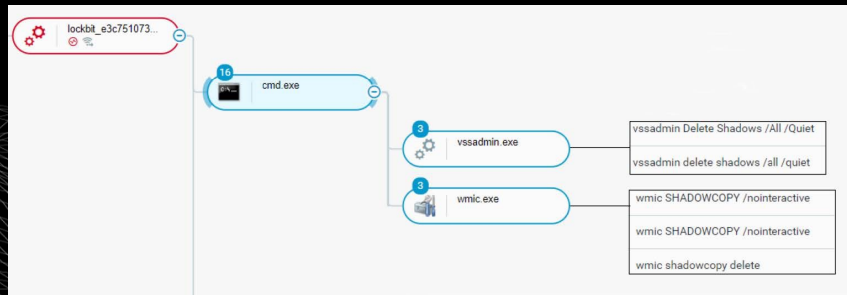 lockbit_e3c751073...
16
cmd.exe
3
vssadmin.exe
vssadmin Delete Shadows /All /Quiet
vssadmin delete shadows /all /quiet
3
wmic.exe
wmic SHADOWCOPY /nointeractive
wmic SHADOWCOPY /nointeractive
wmic shadowcopy delete